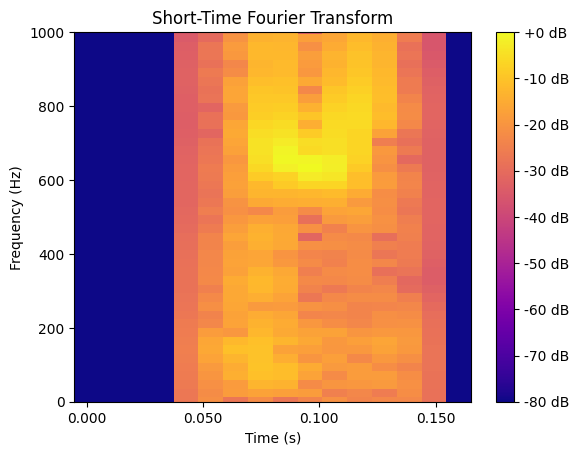 Short-Time Fourier Transform
1000
800
600
400
200
0
Frequency (Hz)
0.000
0.050
0.100
0.150
Time (s)
+0 dB
-10 dB
-20 dB
-30 dB
-40 dB
-50 dB
-60 dB
-70 dB
-80 dB